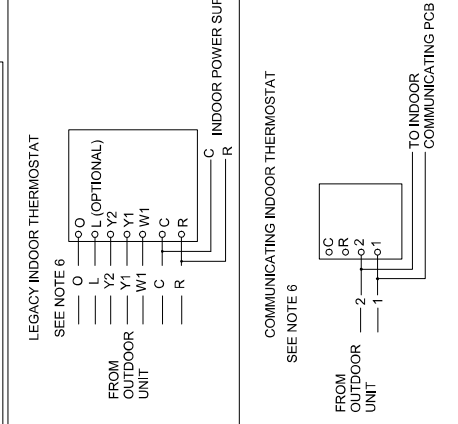 LEGACY INDOOR THERMOSTAT
SEE NOTE 6
O
L (OPTIONAL)
Y2
Y1
W1
C
R
O
L
Y2
Y1
W1
C
R
FROM
OUTDOOR
UNIT
C
R
INDOOR POWER SUP
COMMUNICATING INDOOR THERMOSTAT
SEE NOTE 6
C
R
2
1
2
1
FROM
OUTDOOR
UNIT
TO INDOOR
COMMUNICATING PCB